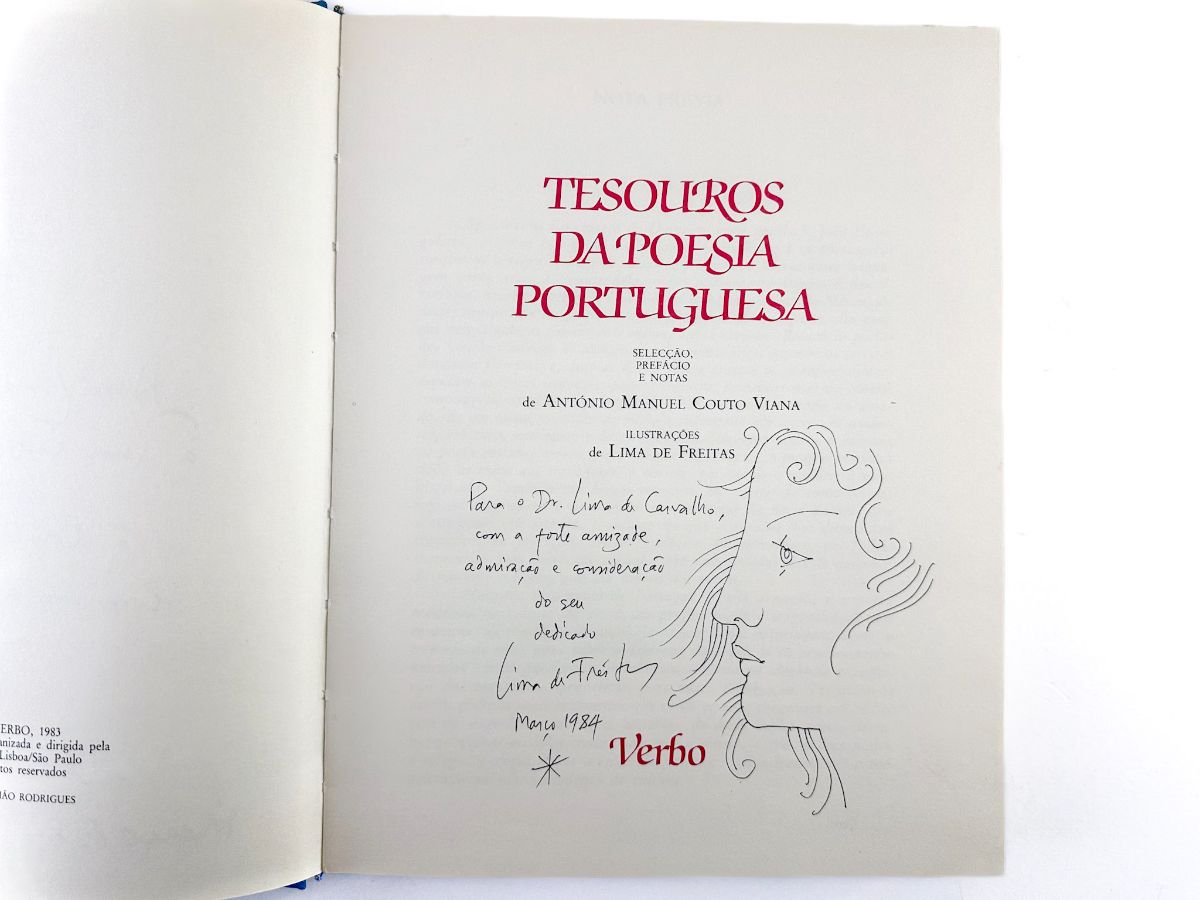 ERBO, 1983
anizada e dirigida pela
Lisboa/São Paulo
tos reservados
IÃO RODRIGUES
TESOUROS
DA POESIA
PORTUGUESA
SELECÇÃO,
PREFÁCIO
E NOTAS
de ANTÓNIO MANUEL COUTO VIANA
ILUSTRAÇÕES
de LIMA DE FREITAS
Para o Dr. Lima de Carvalho,
com a forte amizade,
admiração e consideração
do seu
dedicado
Lima de Freitas
Março 1984
Verbo